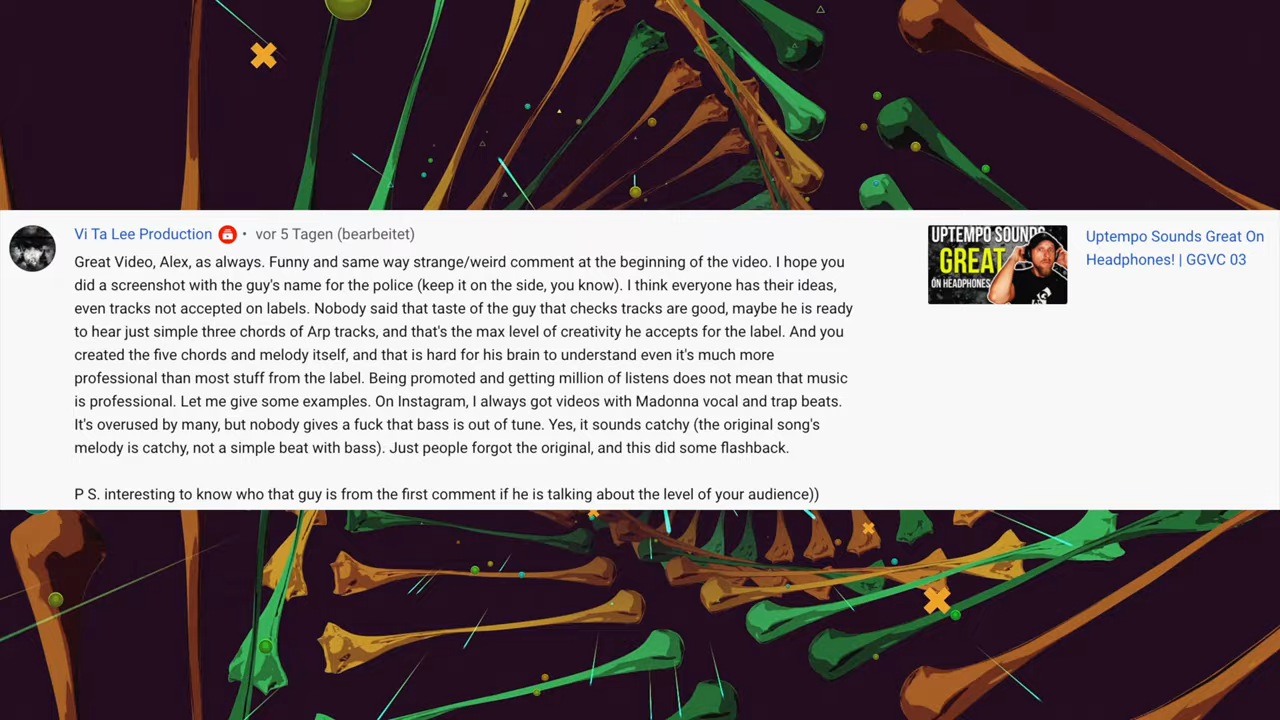 Vi Ta Lee Production • vor 5 Tagen (bearbeitet)
Great Video, Alex, as always. Funny and same way strange/weird comment at the beginning of the video. I hope you
did a screenshot with the guy's name for the police (keep it on the side, you know). I think everyone has their ideas,
even tracks not accepted on labels. Nobody said that taste of the guy that checks tracks are good, maybe he is ready
to hear just simple three chords of Arp tracks, and that's the max level of creativity he accepts for the label. And you
created the five chords and melody itself, and that is hard for his brain to understand even it's much more
professional than most stuff from the label. Being promoted and getting million of listens does not mean that music
is professional. Let me give some examples. On Instagram, I always got videos with Madonna vocal and trap beats.
It's overused by many, but nobody gives a fuck that bass is out of tune. Yes, it sounds catchy (the original song's
melody is catchy, not a simple beat with bass). Just people forgot the original, and this did some flashback.
P S. interesting to know who that guy is from the first comment if he is talking about the level of your audience))
UPTEMPO SOUNDS
GREAT
ON HEADPHONES!
Uptempo Sounds Great On
Headphones! | GGVC 03